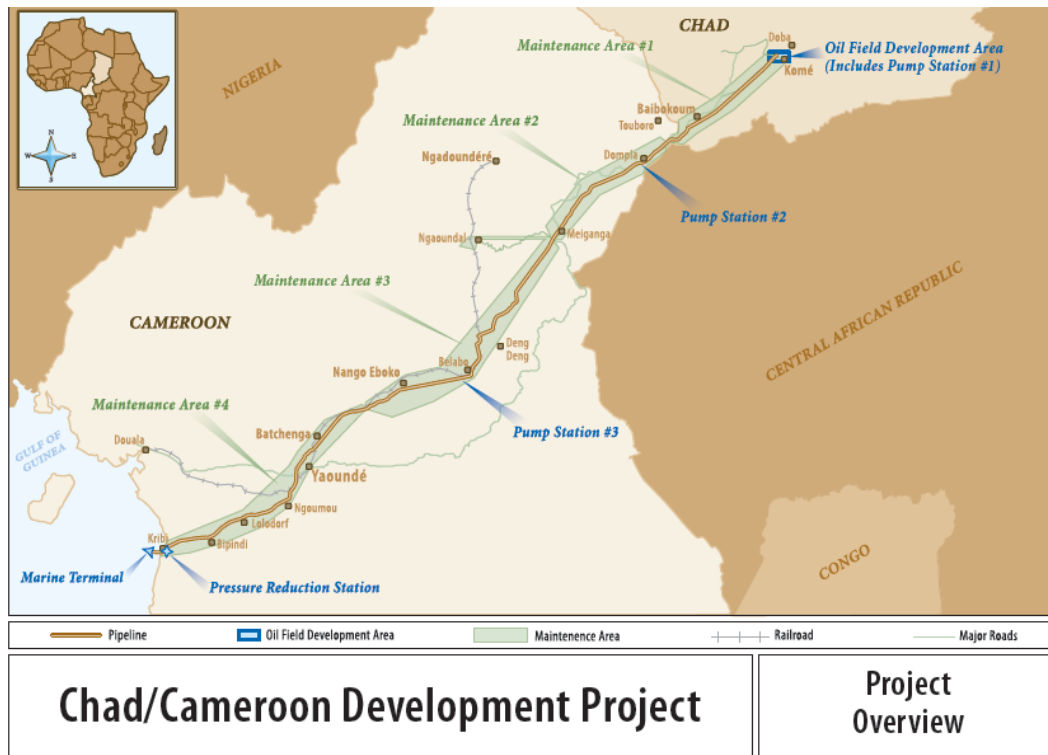 CHAD
Doba
Maintenance Area #1
Oil Field Development Area
(Includes Pump Station #1)
Komé
NIGERIA
N
W
E
S
Maintenance Area #2
Baibokoum
Touboro
Ngadoundéré
Dompla
Pump Station #2
Ngaoundal
Meiganga
Maintenance Area #3
CENTRAL AFRICAN REPUBLIC
CAMEROON
Deng
Deng
Belabo
Nango Eboko
Maintenance Area #4
Pump Station #3
GULF OF
GUINEA
Douala
Batchenga
Yaoundé
Ngoumou
Lolodorf
Kribi
Bipindi
CONGO
Marine Terminal
Pressure Reduction Station
Pipeline
Oil Field Development Area
Maintenence Area
Railroad
Major Roads
Chad/Cameroon Development Project
Project
Overview